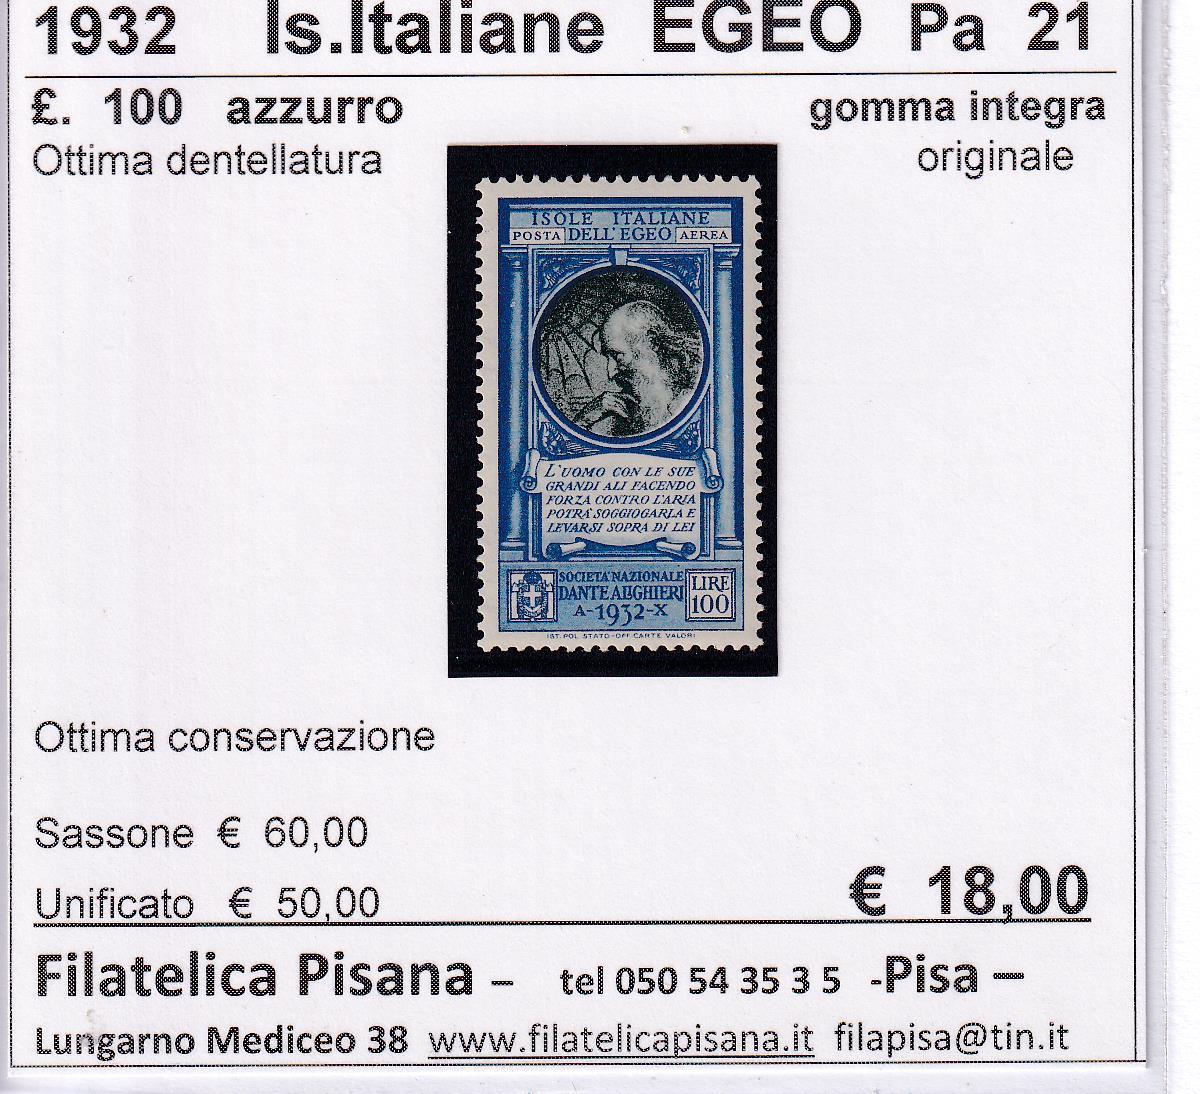 1932 Is.Italiane EGEO Pa 21
£. 100 azzurro gomma integra
Ottima dentellatura originale
ISOLE ITALIANE
POSTA DELL'EGEO AEREA
L'UOMO CON LE SUE
GRANDI ALI FACENDO
FORZA CONTRO L'ARIA
POTRÀ SOGGIOGARLA E
LEVARSI SOPRA DI LEI
SOCIETÀ NAZIONALE
DANTE ALIGHIERI
A-1932-X
LIRE
100
IST. POL. STATO-OFF. CARTE VALORI
Ottima conservazione
Sassone € 60,00
Unificato € 50,00 € 18,00
Filatelica Pisana – tel 050 54 35 3 5 -Pisa –
Lungarno Mediceo 38 www.filatelicapisana.it filapisa@tin.it